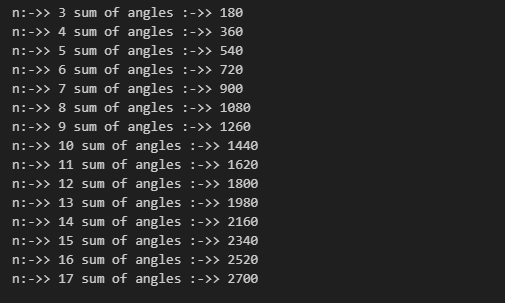 n:->> 3 sum of angles :->> 180
n:->> 4 sum of angles :->> 360
n:->> 5 sum of angles :->> 540
n:->> 6 sum of angles :->> 720
n:->> 7 sum of angles :->> 900
n:->> 8 sum of angles :->> 1080
n:->> 9 sum of angles :->> 1260
n:->> 10 sum of angles :->> 1440
n:->> 11 sum of angles :->> 1620
n:->> 12 sum of angles :->> 1800
n:->> 13 sum of angles :->> 1980
n:->> 14 sum of angles :->> 2160
n:->> 15 sum of angles :->> 2340
n:->> 16 sum of angles :->> 2520
n:->> 17 sum of angles :->> 2700